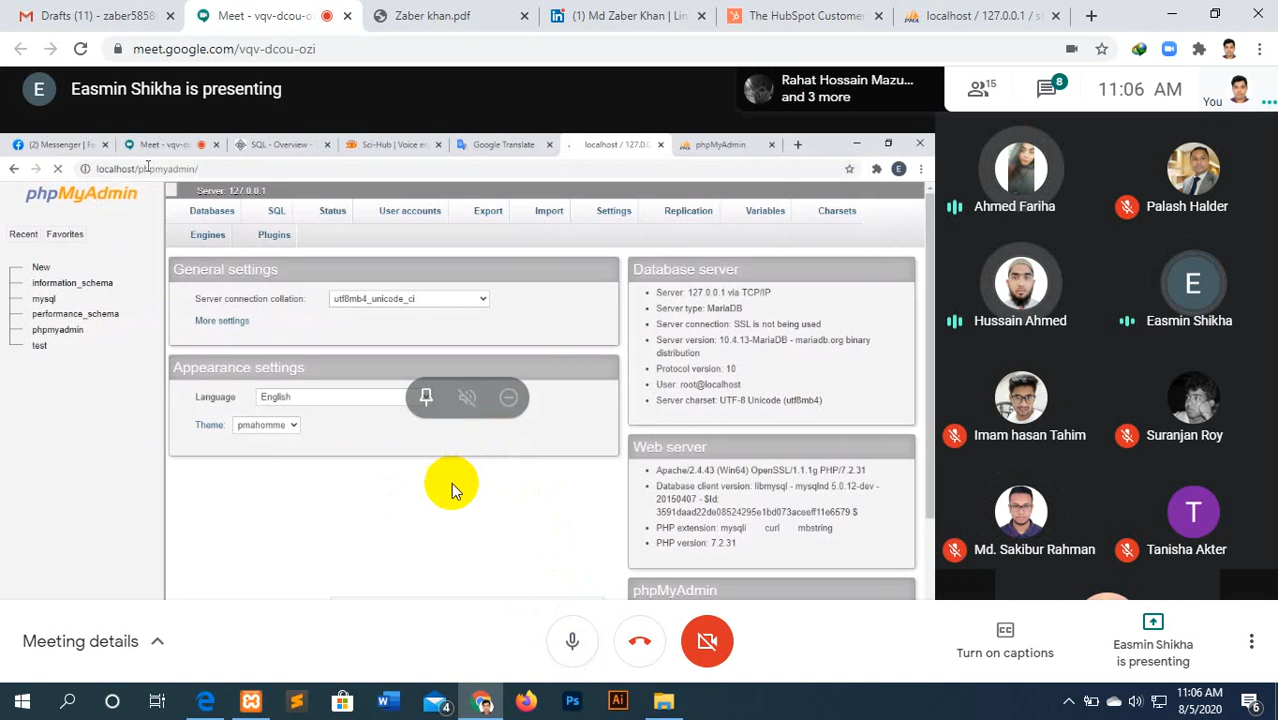 Drafts (11) - zaber5858
Meet - vqv-dcou-ozi
Zaber khan.pdf
(1) Md Zaber Khan | Lin
The HubSpot Customer
localhost / 127.0.0.1 / s
meet.google.com/vqv-dcou-ozi
E
Easmin Shikha is presenting
Rahat Hossain Mazu...
and 3 more
15
8
11:06 AM
You
(2) Messenger | Fa
Meet - vqv-dc
SQL - Overview -
Sci-Hub | Voice e
Google Translate
localhost / 127.0.
phpMyAdmin
localhost/phpmyadmin/
E
phpMyAdmin
Recent
Favorites
New
information_schema
mysql
performance_schema
phpmyadmin
test
Server: 127.0.0.1
Databases
SQL
Status
User accounts
Export
Import
Settings
Replication
Variables
Charsets
Engines
Plugins
General settings
Server connection collation:
utf8mb4_unicode_ci
More settings
Appearance settings
Language
English
Theme:
pmahomme
Database server
Server: 127.0.0.1 via TCP/IP
Server type: MariaDB
Server connection: SSL is not being used
Server version: 10.4.13-MariaDB - mariadb.org binary
distribution
Protocol version: 10
User: root@localhost
Server charset: UTF-8 Unicode (utf8mb4)
Web server
Apache/2.4.43 (Win64) OpenSSL/1.1.1g PHP/7.2.31
Database client version: libmysql - mysqlnd 5.0.12-dev -
20150407 - $Id:
3591daad22de08524295e1bd073aceeff11e6579 $
PHP extension: mysqli curl mbstring
PHP version: 7.2.31
phpMyAdmin
Ahmed Fariha
Palash Halder
Hussain Ahmed
E
Easmin Shikha
Imam hasan Tahim
Suranjan Roy
Md. Sakibur Rahman
T
Tanisha Akter
Meeting details
CC
Turn on captions
Easmin Shikha
is presenting
4
Ps
Ai
11:06 AM
8/5/2020
6